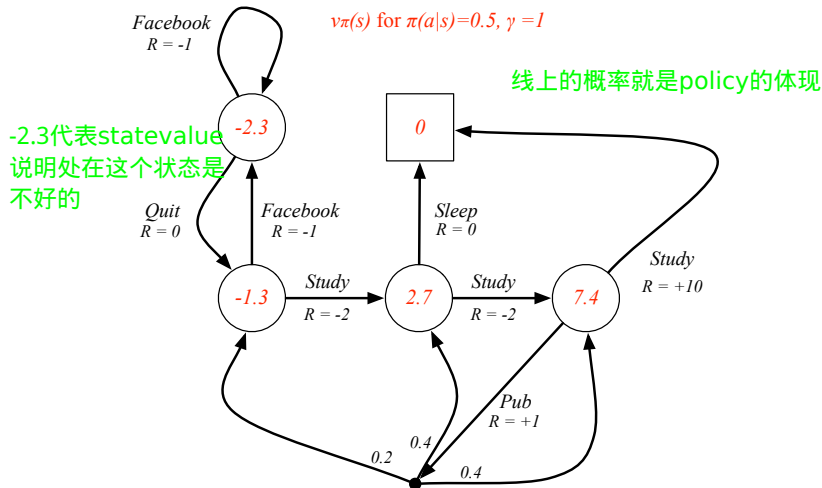 Facebook
R = -1
vπ(s) for π(a|s)=0.5, γ =1
线上的概率就是policy的体现
-2.3
0
-2.3代表statevalue
说明处在这个状态是
不好的
Quit
R = 0
Facebook
R = -1
Sleep
R = 0
Study
R = +10
-1.3
Study
R = -2
2.7
Study
R = -2
7.4
Pub
R = +1
0.2
0.4
0.4